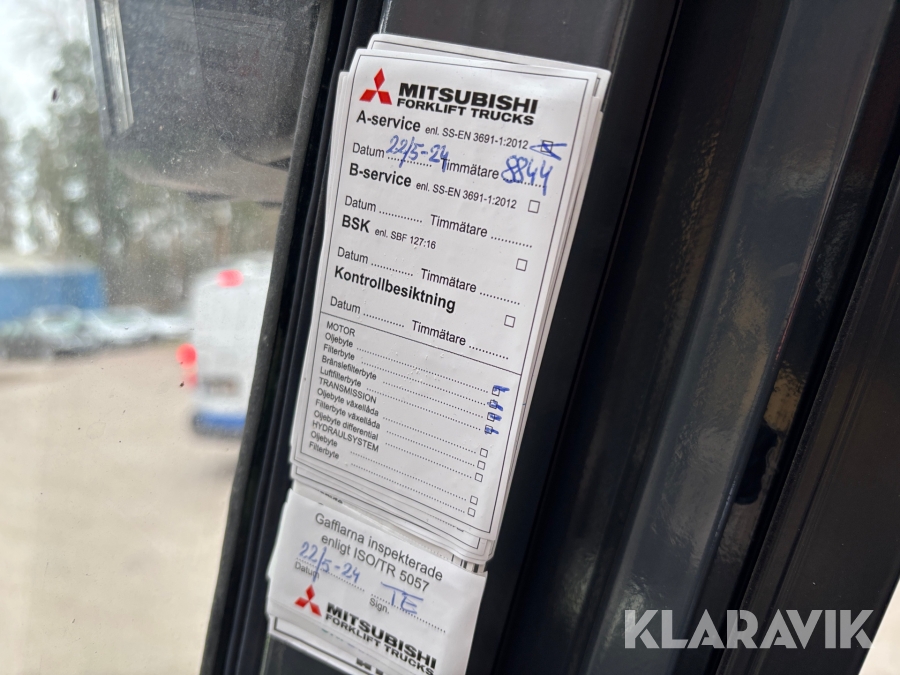 MITSUBISHI
FORKLIFT TRUCKS
A-service enl. SS-EN 3691-1:2012
Datum 22/5-24 Timmätare 8844
B-service enl. SS-EN 3691-1:2012
Datum ............ Timmätare ...........
BSK enl. SBF 127:16
Datum ............ Timmätare ...........
Kontrollbesiktning
Datum ............ Timmätare ...........
MOTOR
Oljebyte
Filterbyte
Bränslefilterbyte
Luftfilterbyte
TRANSMISSION
Oljebyte växellåda
Filterbyte växellåda
Oljebyte differential
HYDRAULSYSTEM
Oljebyte
Filterbyte
Gafflarna inspekterade
enligt ISO/TR 5057
22/5-24 TE
Datum Sign.
MITSUBISHI
FORKLIFT TRUCKS
KLARAVIK